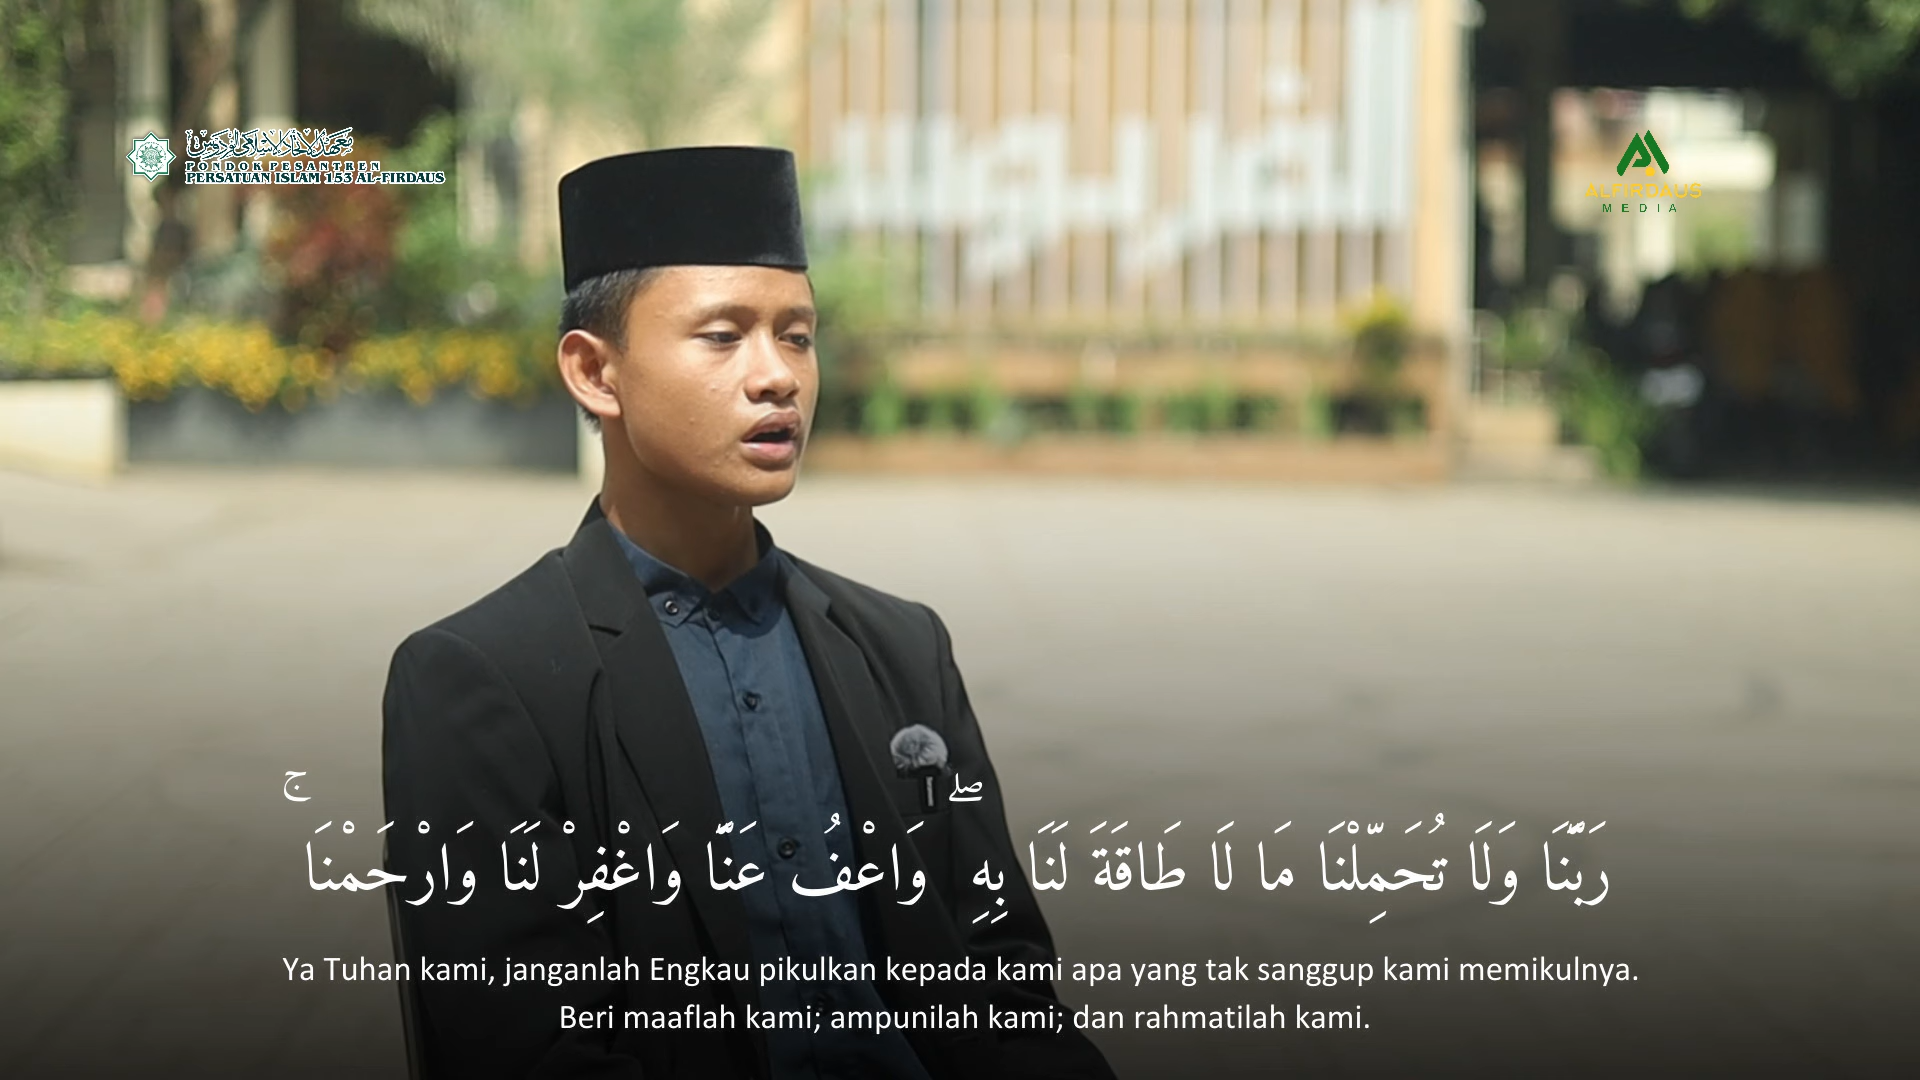 PONDOK PESANTREN
PERSATUAN ISLAM 153 AL-FIRDAUS
ALFIRDAUS
MEDIA
رَبَّنَا وَلَا تُحَمِّلْنَا مَا لَا طَاقَةَ لَنَا بِهِ ۖ وَاعْفُ عَنَّا وَاغْفِرْ لَنَا وَارْحَمْنَا ۚ
Ya Tuhan kami, janganlah Engkau pikulkan kepada kami apa yang tak sanggup kami memikulnya.
Beri maaflah kami; ampunilah kami; dan rahmatilah kami.